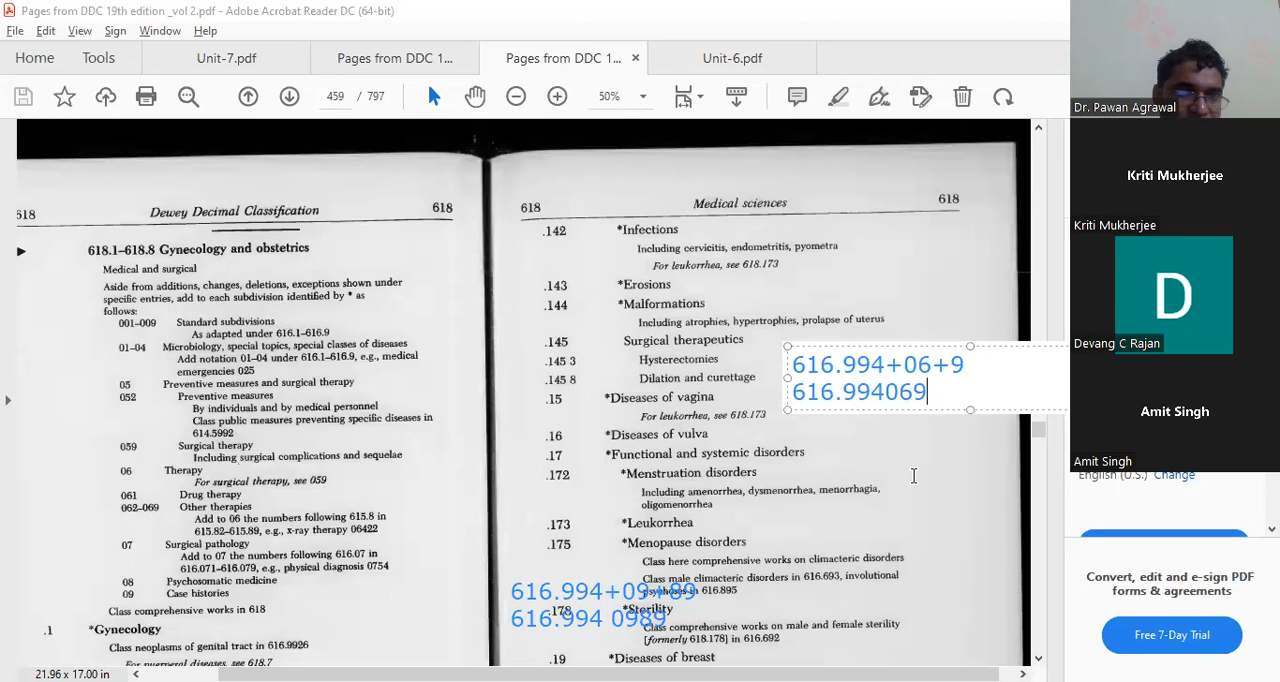 Pages from DDC 19th edition _vol 2.pdf - Adobe Acrobat Reader DC (64-bit)
File Edit View Sign Window Help
Home Tools Unit-7.pdf Pages from DDC 1... Pages from DDC 1... × Unit-6.pdf
459 / 797 50%
618 Dewey Decimal Classification 618
618.1–618.8 Gynecology and obstetrics
Medical and surgical
Aside from additions, changes, deletions, exceptions shown under
specific entries, add to each subdivision identified by * as
follows:
001–009 Standard subdivisions
As adapted under 616.1–616.9
01–04 Microbiology, special topics, special classes of diseases
Add notation 01–04 under 616.1–616.9, e.g., medical
emergencies 025
05 Preventive measures and surgical therapy
052 Preventive measures
By individuals and by medical personnel
Class public measures preventing specific diseases in
614.5992
059 Surgical therapy
Including surgical complications and sequelae
06 Therapy
For surgical therapy, see 059
061 Drug therapy
062–069 Other therapies
Add to 06 the numbers following 615.8 in
615.82–615.89, e.g., x-ray therapy 06422
07 Surgical pathology
Add to 07 the numbers following 616.07 in
616.071–616.079, e.g., physical diagnosis 0754
08 Psychosomatic medicine
09 Case histories
Class comprehensive works in 618
.1 *Gynecology
Class neoplasms of genital tract in 616.9926
For puerperal diseases, see 618.7
618 Medical sciences 618
.142 *Infections
Including cervicitis, endometritis, pyometra
For leukorrhea, see 618.173
.143 *Erosions
.144 *Malformations
Including atrophies, hypertrophies, prolapse of uterus
.145 Surgical therapeutics
.145 3 Hysterectomies
.145 8 Dilation and curettage
.15 *Diseases of vagina
For leukorrhea, see 618.173
.16 *Diseases of vulva
.17 *Functional and systemic disorders
.172 *Menstruation disorders
Including amenorrhea, dysmenorrhea, menorrhagia,
oligomenorrhea
.173 *Leukorrhea
.175 *Menopause disorders
Class here comprehensive works on climacteric disorders
Class male climacteric disorders in 616.693, involutional
psychoses in 616.895
.178 *Sterility
Class comprehensive works on male and female sterility
[formerly 618.178] in 616.692
.19 *Diseases of breast
616.994+06+9
616.994069
616.994+09+89
616.994 0989
21.96 x 17.00 in
Dr. Pawan Agrawal
Kriti Mukherjee
Kriti Mukherjee
D
Devang C Rajan
Amit Singh
Amit Singh
English (U.S.) Change
Convert, edit and e-sign PDF
forms & agreements
Free 7-Day Trial